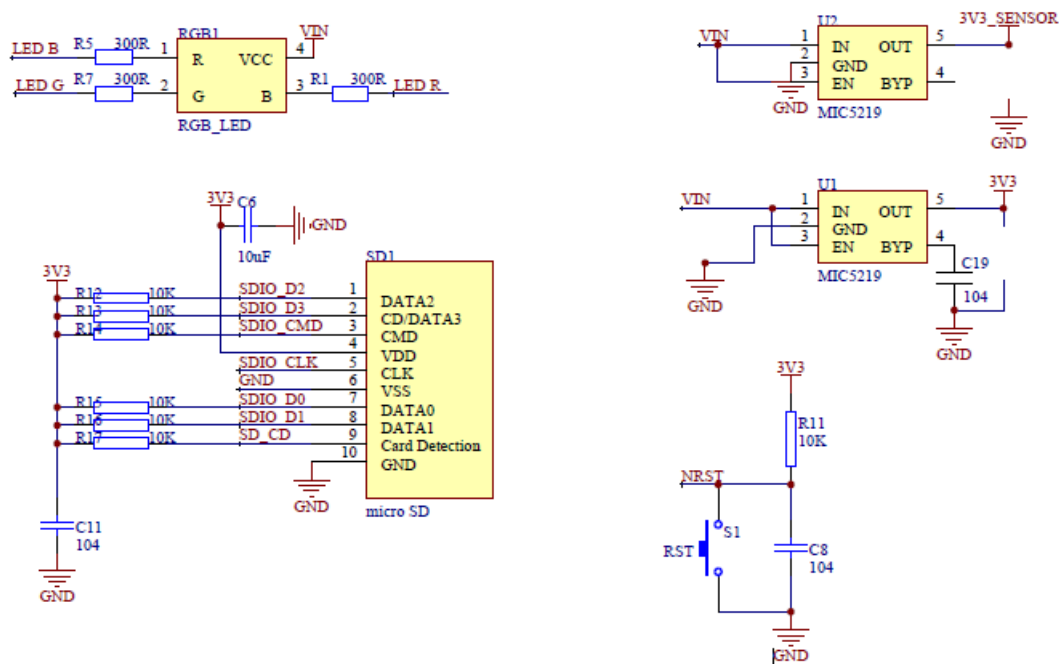 RGB1
VIN
LED B R5 300R 1 R VCC 4
LED G R7 300R 2 G B 3 R1 300R LED R
RGB_LED
U2
3V3_SENSOR
VIN 1 IN OUT 5
2 GND
3 EN BYP 4
GND
MIC5219
GND
U1
3V3
VIN 1 IN OUT 5
2 GND
3 EN BYP 4
MIC5219
C19
104
GND
GND
3V3 C6
GND
10uF
SD1
3V3
R12 10K SDIO_D2 1 DATA2
R13 10K SDIO_D3 2 CD/DATA3
R14 10K SDIO_CMD 3 CMD
4 VDD
SDIO_CLK 5 CLK
GND 6 VSS
R15 10K SDIO_D0 7 DATA0
R16 10K SDIO_D1 8 DATA1
R17 10K SD_CD 9 Card Detection
10 GND
GND
micro SD
C11
104
GND
3V3
R11
10K
NRST
S1
RST
C8
104
GND